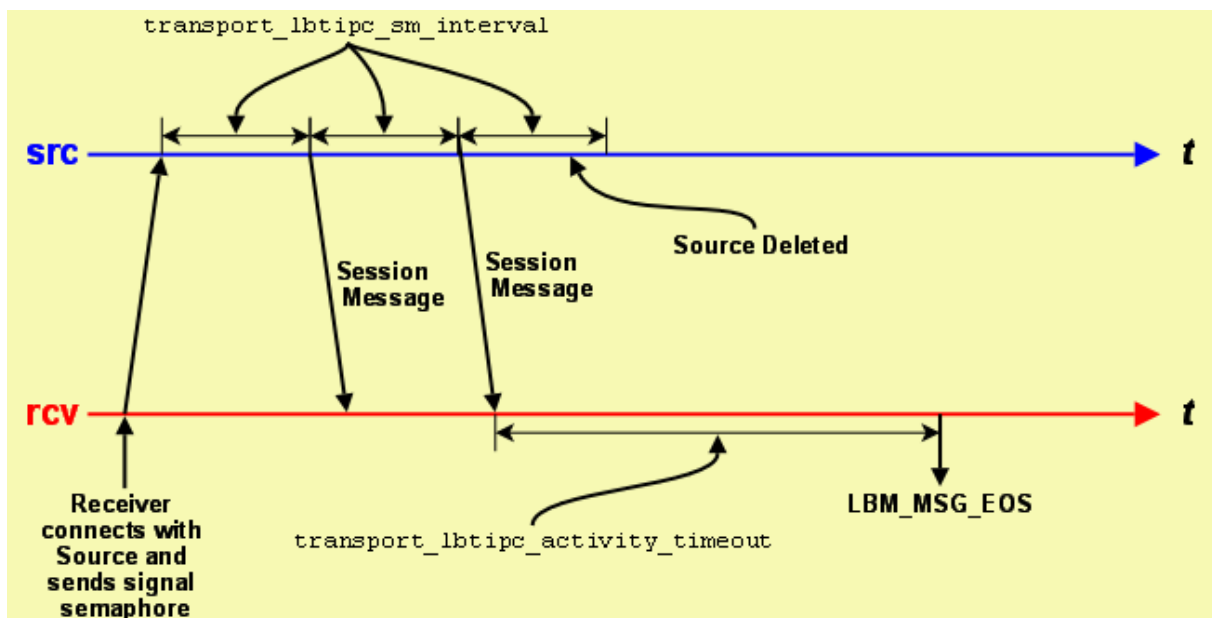 transport_lbtipc_sm_interval
src
t
Source Deleted
Session
Message
Session
Message
rcv
t
Receiver
connects with
Source and
sends signal
semaphore
transport_lbtipc_activity_timeout
LBM_MSG_EOS